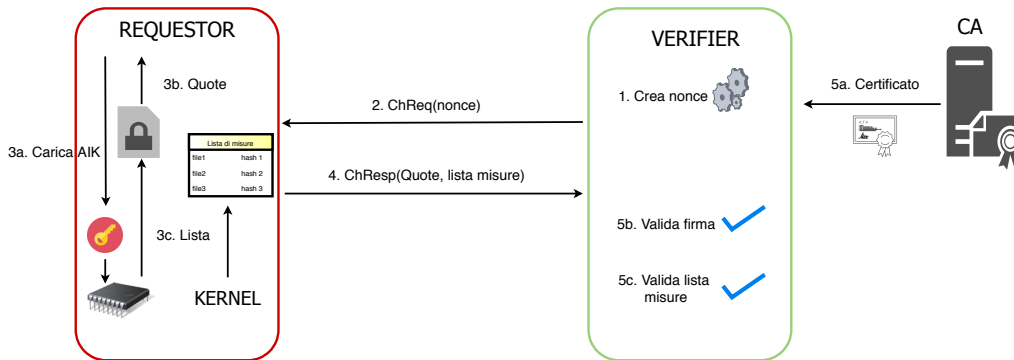 REQUESTOR
3b. Quote
3a. Carica AIK
Lista di misure
file1 hash 1
file2 hash 2
file3 hash 3
3c. Lista
KERNEL
2. ChReq(nonce)
4. ChResp(Quote, lista misure)
VERIFIER
1. Crea nonce
5b. Valida firma
5c. Valida lista
misure
CA
5a. Certificato